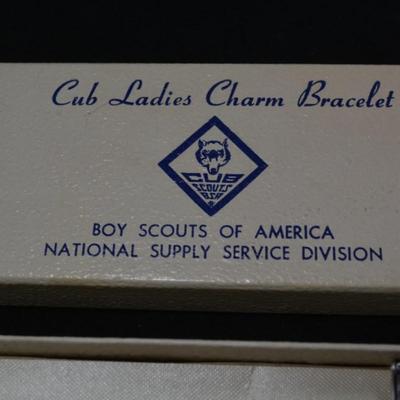 Cub Ladies Charm Bracelet
CUB
SCOUTS
BSA
BOY SCOUTS OF AMERICA
NATIONAL SUPPLY SERVICE DIVISION